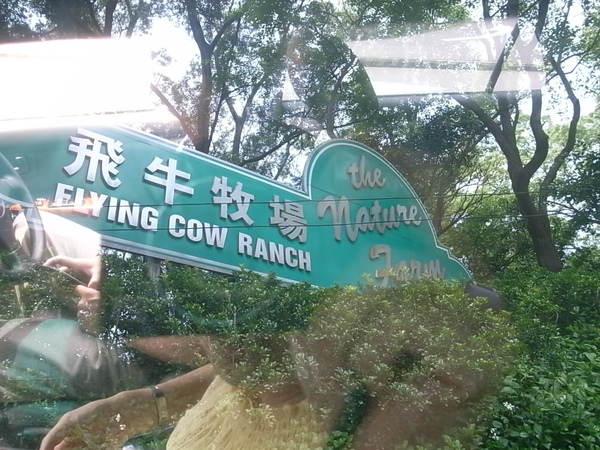 飛牛牧場
FLYING COW RANCH
the
Nature
Farm